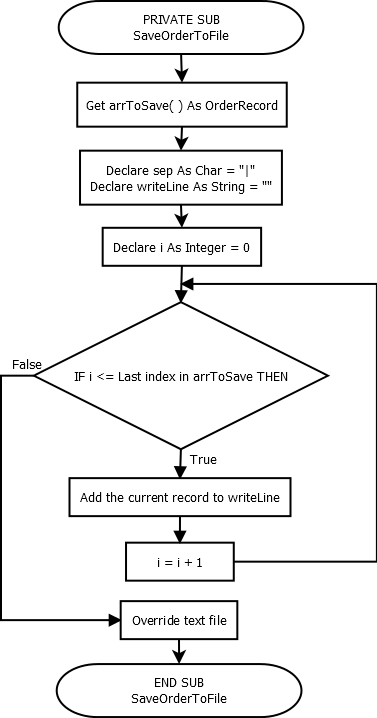 PRIVATE SUB
SaveOrderToFile
Get arrToSave( ) As OrderRecord
Declare sep As Char = "|"
Declare writeLine As String = ""
Declare i As Integer = 0
False
IF i <= Last index in arrToSave THEN
True
Add the current record to writeLine
i = i + 1
Override text file
END SUB
SaveOrderToFile